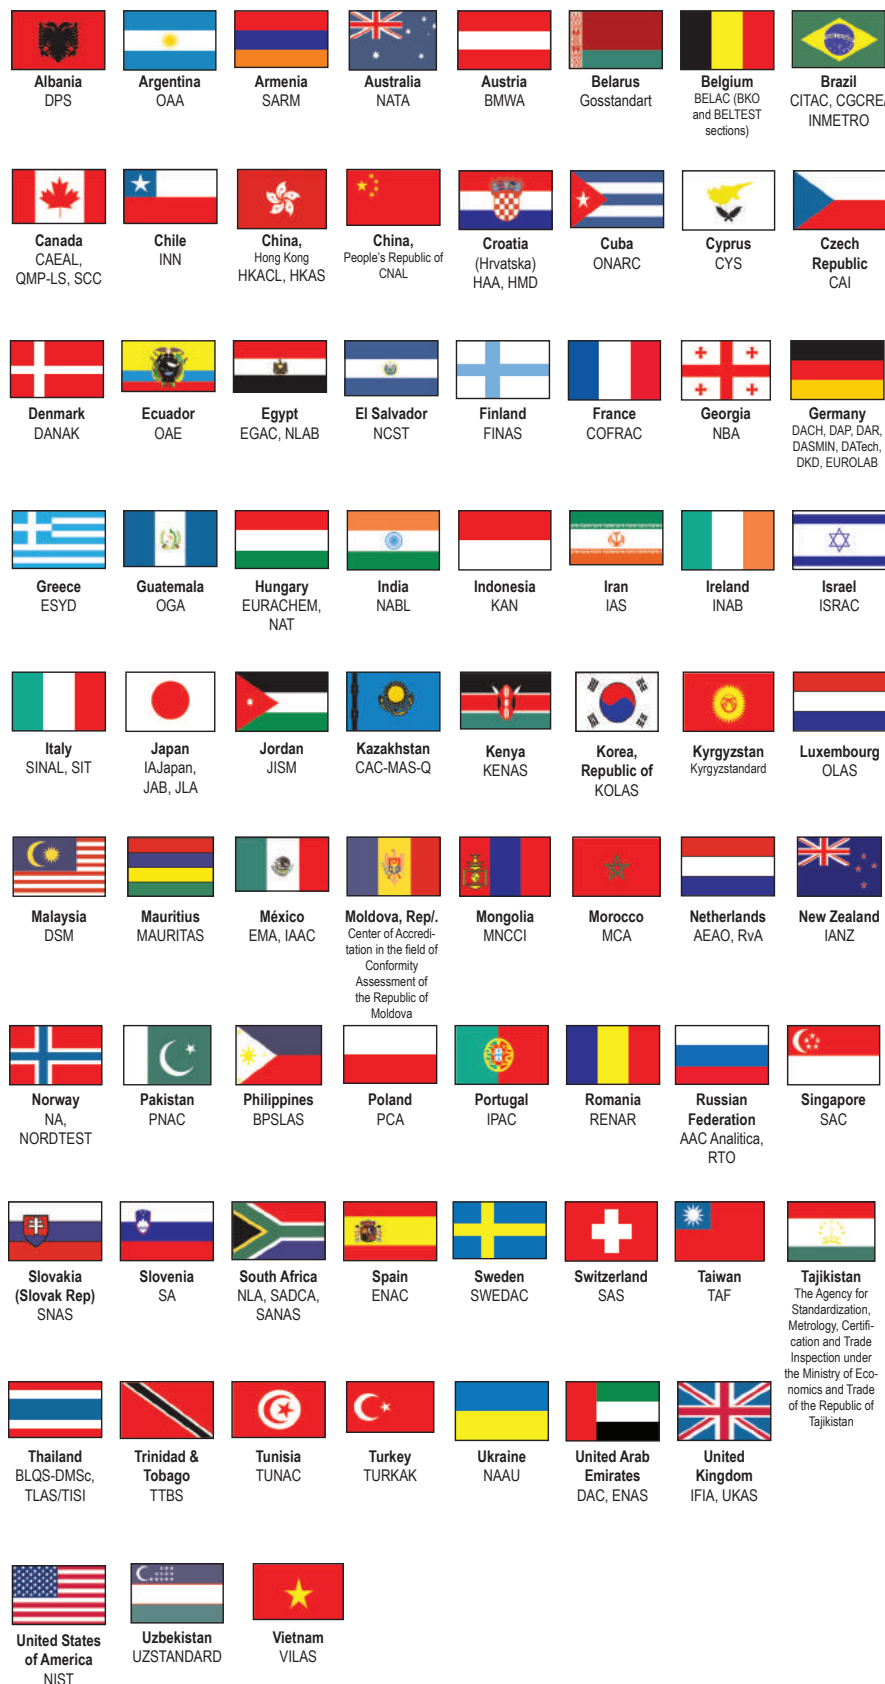 Albania
DPS
Argentina
OAA
Armenia
SARM
Australia
NATA
Austria
BMWA
Belarus
Gosstandart
Belgium
BELAC (BKO
and BELTEST
sections)
Brazil
CITAC, CGCRE/
INMETRO
Canada
CAEAL,
QMP-LS, SCC
Chile
INN
China,
Hong Kong
HKACL, HKAS
China,
People's Republic of
CNAL
Croatia
(Hrvatska)
HAA, HMD
Cuba
ONARC
Cyprus
CYS
Czech
Republic
CAI
Denmark
DANAK
Ecuador
OAE
Egypt
EGAC, NLAB
El Salvador
NCST
Finland
FINAS
France
COFRAC
Georgia
NBA
Germany
DACH, DAP, DAR,
DASMIN, DATech,
DKD, EUROLAB
Greece
ESYD
Guatemala
OGA
Hungary
EURACHEM,
NAT
India
NABL
Indonesia
KAN
Iran
IAS
Ireland
INAB
Israel
ISRAC
Italy
SINAL, SIT
Japan
IAJapan,
JAB, JLA
Jordan
JISM
Kazakhstan
CAC-MAS-Q
Kenya
KENAS
Korea,
Republic of
KOLAS
Kyrgyzstan
Kyrgyzstandard
Luxembourg
OLAS
Malaysia
DSM
Mauritius
MAURITAS
México
EMA, IAAC
Moldova, Rep/.
Center of Accredi-
tation in the field of
Conformity
Assessment of
the Republic of
Moldova
Mongolia
MNCCI
Morocco
MCA
Netherlands
AEAO, RvA
New Zealand
IANZ
Norway
NA,
NORDTEST
Pakistan
PNAC
Philippines
BPSLAS
Poland
PCA
Portugal
IPAC
Romania
RENAR
Russian
Federation
AAC Analitica,
RTO
Singapore
SAC
Slovakia
(Slovak Rep)
SNAS
Slovenia
SA
South Africa
NLA, SADCA,
SANAS
Spain
ENAC
Sweden
SWEDAC
Switzerland
SAS
Taiwan
TAF
Tajikistan
The Agency for
Standardization,
Metrology, Certifi-
cation and Trade
Inspection under
the Ministry of Eco-
nomics and Trade
of the Republic of
Tajikistan
Thailand
BLQS-DMSc,
TLAS/TISI
Trinidad &
Tobago
TTBS
Tunisia
TUNAC
Turkey
TURKAK
Ukraine
NAAU
United Arab
Emirates
DAC, ENAS
United
Kingdom
IFIA, UKAS
United States
of America
NIST
Uzbekistan
UZSTANDARD
Vietnam
VILAS